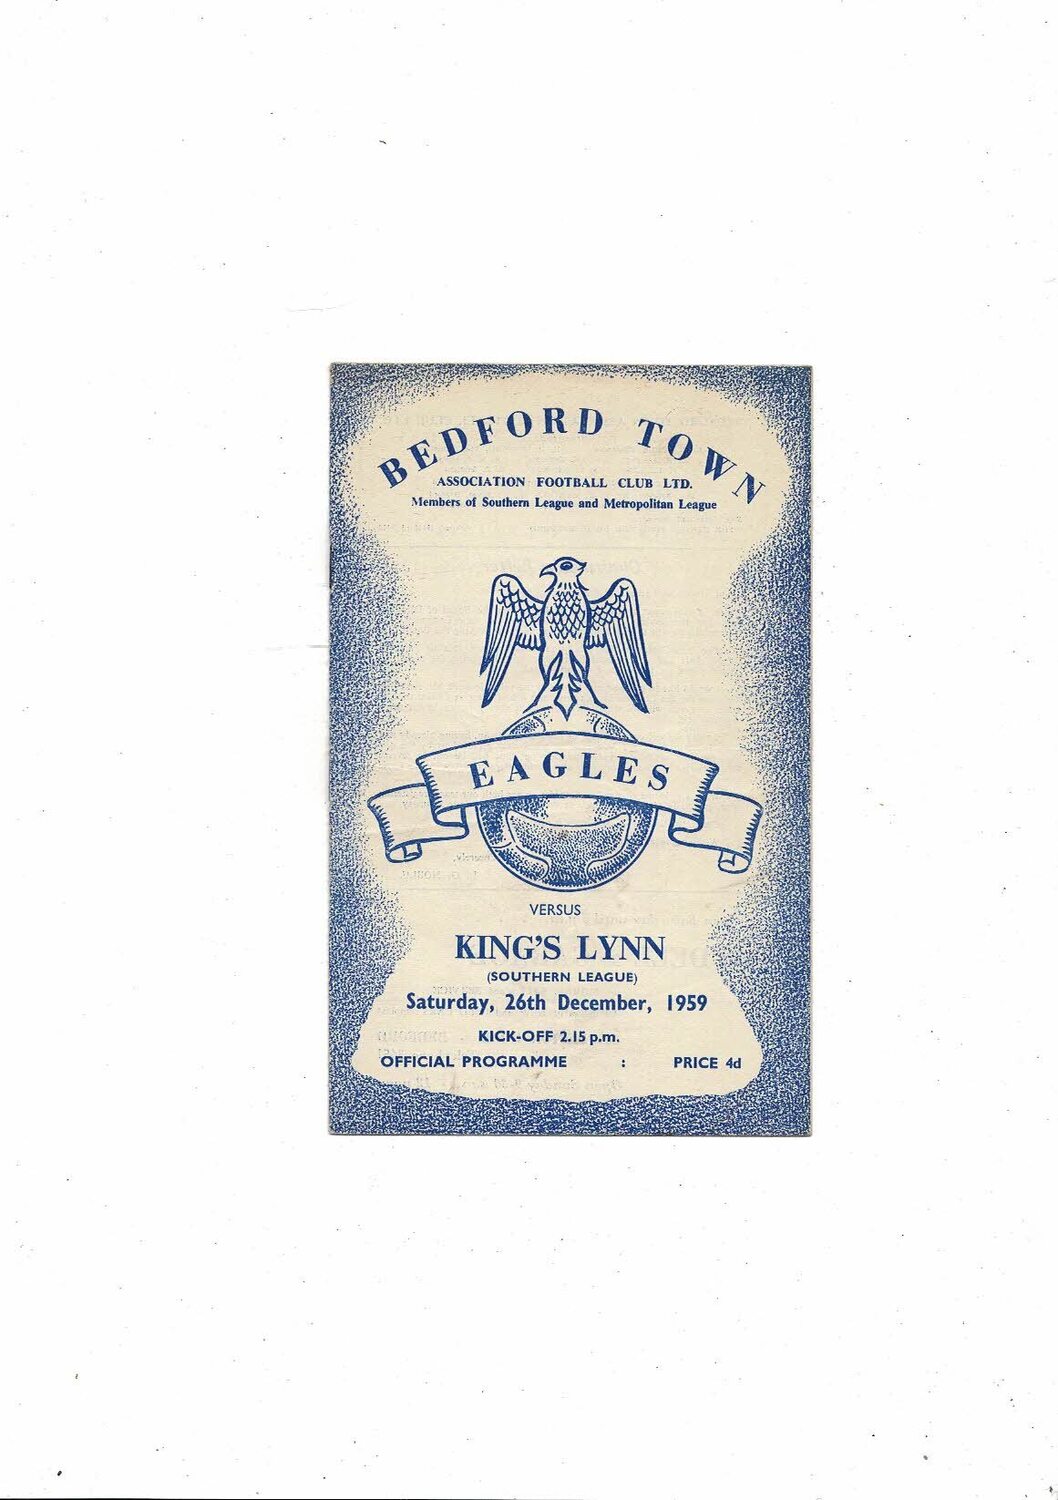 BEDFORD TOWN
ASSOCIATION FOOTBALL CLUB LTD.
Members of Southern League and Metropolitan League
EAGLES
VERSUS
KING'S LYNN
(SOUTHERN LEAGUE)
Saturday, 26th December, 1959
KICK-OFF 2.15 p.m.
OFFICIAL PROGRAMME : PRICE 4d